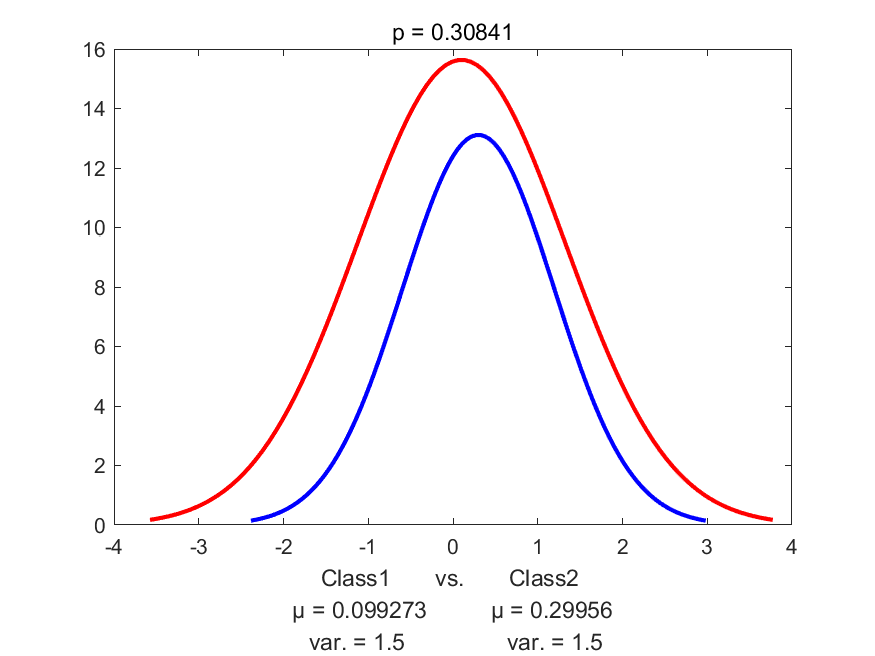 p = 0.30841
16
14
12
10
8
6
4
2
0
-4 -3 -2 -1 0 1 2 3 4
Class1 vs. Class2
μ = 0.099273 μ = 0.29956
var. = 1.5 var. = 1.5